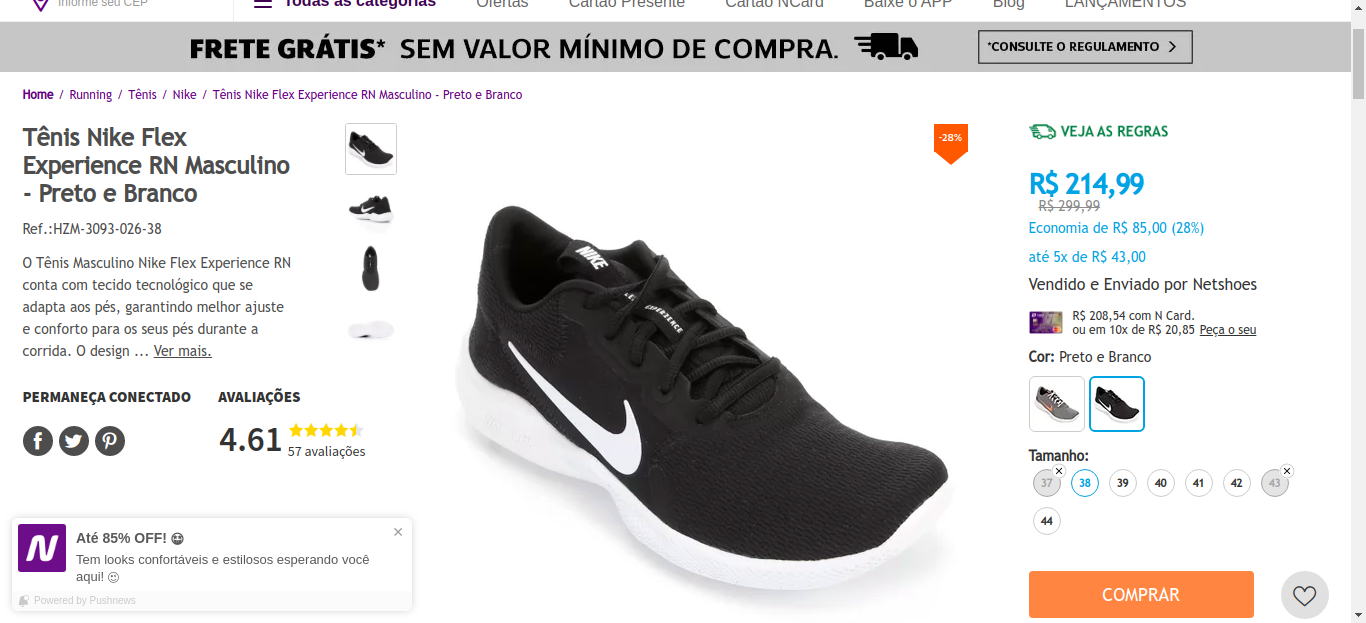 Informe seu CEP
Todas as categorias
Ofertas
Cartão Presente
Cartão NCard
Baixe o APP
Blog
LANÇAMENTOS
FRETE GRÁTIS* SEM VALOR MÍNIMO DE COMPRA.
*CONSULTE O REGULAMENTO
Home / Running / Tênis / Nike / Tênis Nike Flex Experience RN Masculino - Preto e Branco
Tênis Nike Flex
Experience RN Masculino
- Preto e Branco
Ref.:HZM-3093-026-38
O Tênis Masculino Nike Flex Experience RN
conta com tecido tecnológico que se
adapta aos pés, garantindo melhor ajuste
e conforto para os seus pés durante a
corrida. O design ... Ver mais.
PERMANEÇA CONECTADO
AVALIAÇÕES
4.61
57 avaliações
-28%
NIKE
EXPERIENCE
VEJA AS REGRAS
R$ 214,99
R$ 299,99
Economia de R$ 85,00 (28%)
até 5x de R$ 43,00
Vendido e Enviado por Netshoes
R$ 208,54 com N Card.
ou em 10x de R$ 20,85 Peça o seu
Cor: Preto e Branco
Tamanho:
37 38 39 40 41 42 43
44
COMPRAR
N
Até 85% OFF! 🤩
Tem looks confortáveis e estilosos esperando você
aqui! 😉
Powered by Pushnews